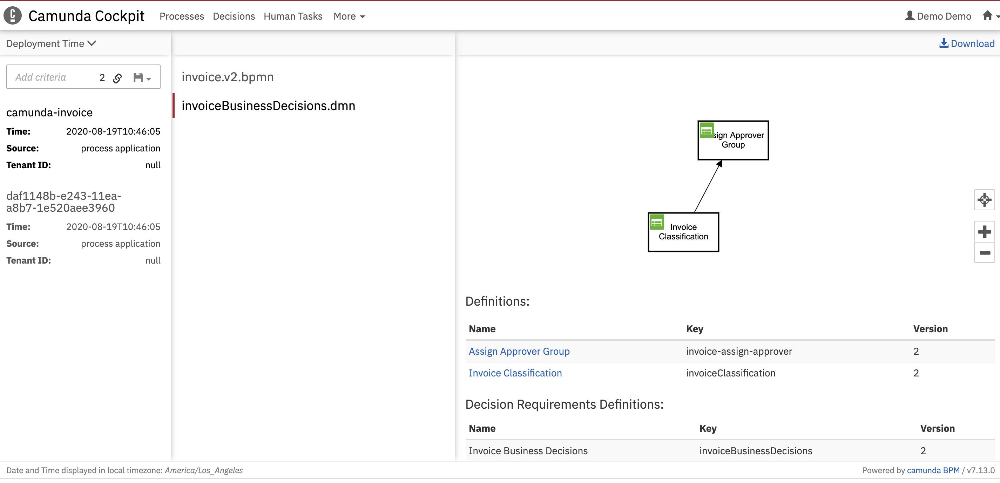 Camunda Cockpit Processes Decisions Human Tasks More Demo Demo
Deployment Time
Download
Add criteria 2
camunda-invoice
Time: 2020-08-19T10:46:05
Source: process application
Tenant ID: null
daf1148b-e243-11ea-
a8b7-1e520aee3960
Time: 2020-08-19T10:46:05
Source: process application
Tenant ID: null
invoice.v2.bpmn
invoiceBusinessDecisions.dmn
sign Approver
Group
Invoice
Classification
Definitions:
Name Key Version
Assign Approver Group invoice-assign-approver 2
Invoice Classification invoiceClassification 2
Decision Requirements Definitions:
Name Key Version
Invoice Business Decisions invoiceBusinessDecisions 2
Date and Time displayed in local timezone: America/Los_Angeles
Powered by camunda BPM / v7.13.0